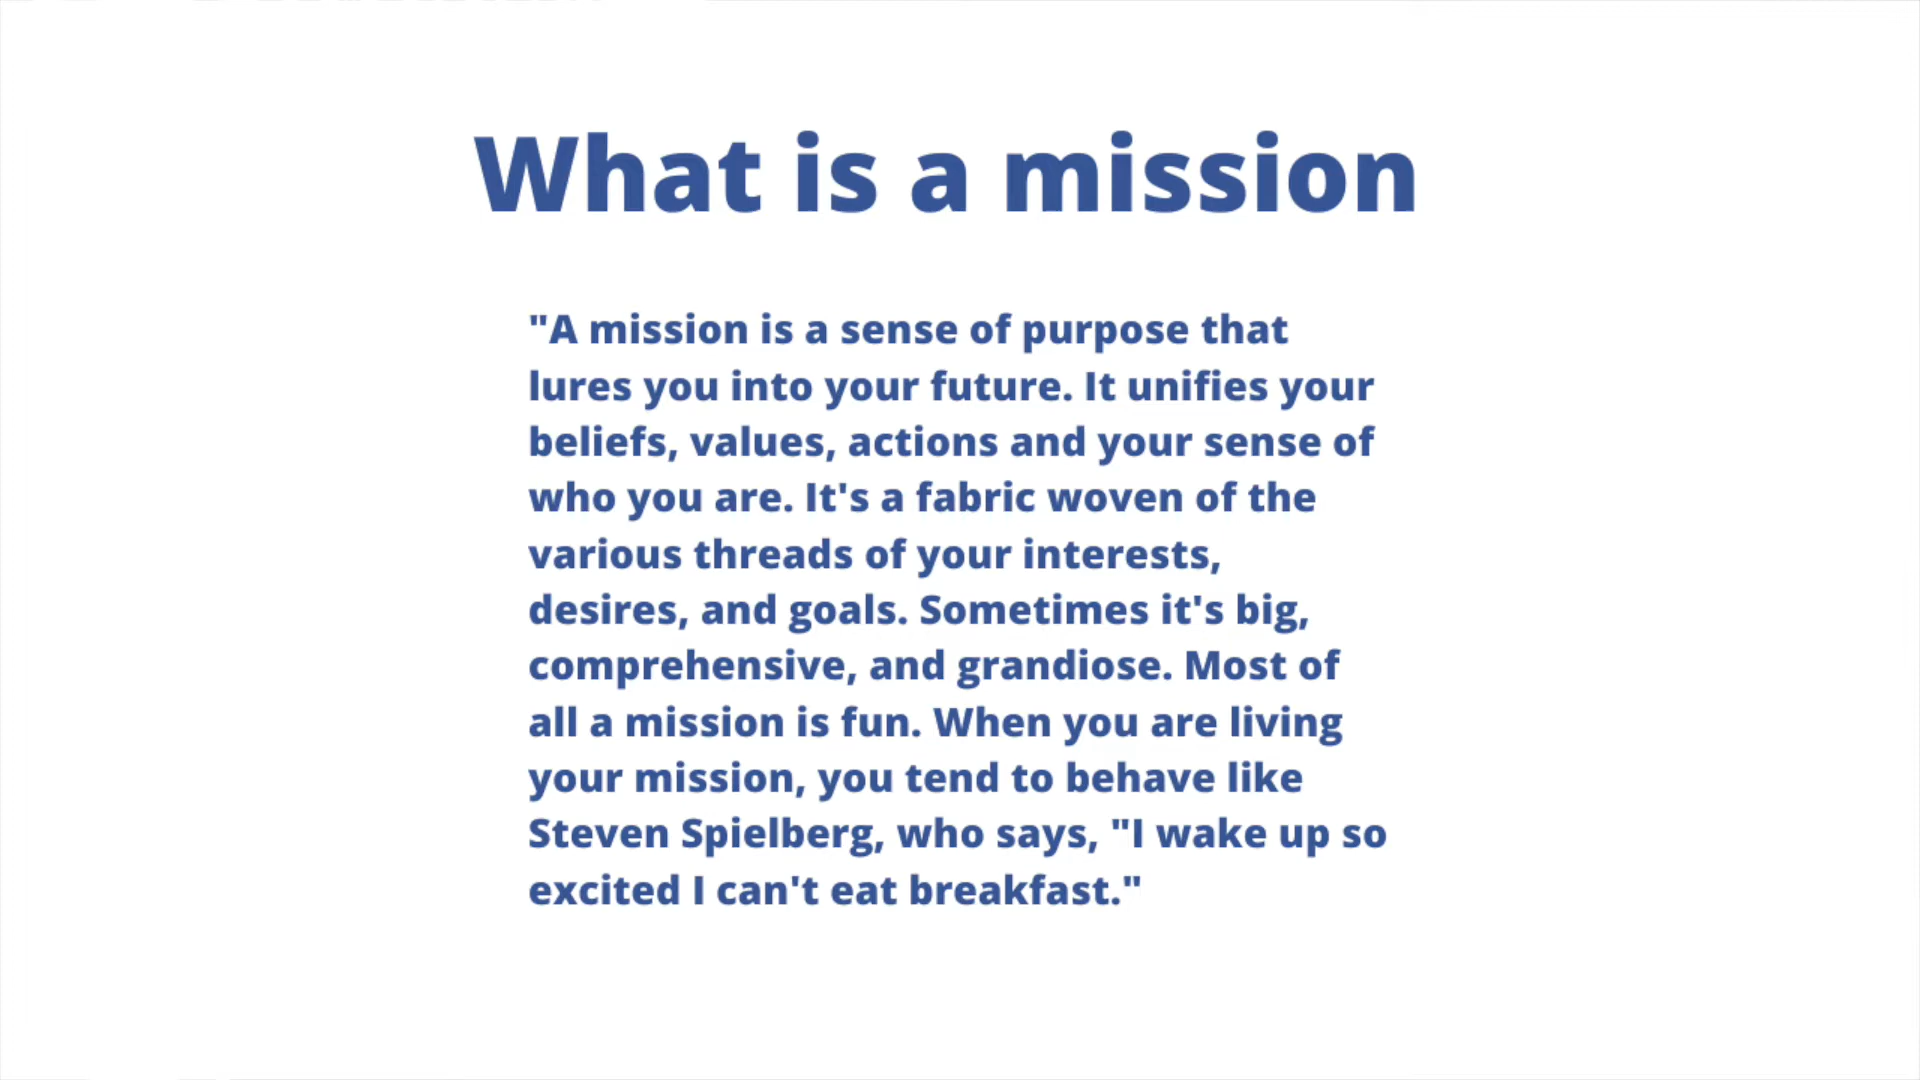 What is a mission
"A mission is a sense of purpose that
lures you into your future. It unifies your
beliefs, values, actions and your sense of
who you are. It's a fabric woven of the
various threads of your interests,
desires, and goals. Sometimes it's big,
comprehensive, and grandiose. Most of
all a mission is fun. When you are living
your mission, you tend to behave like
Steven Spielberg, who says, "I wake up so
excited I can't eat breakfast."